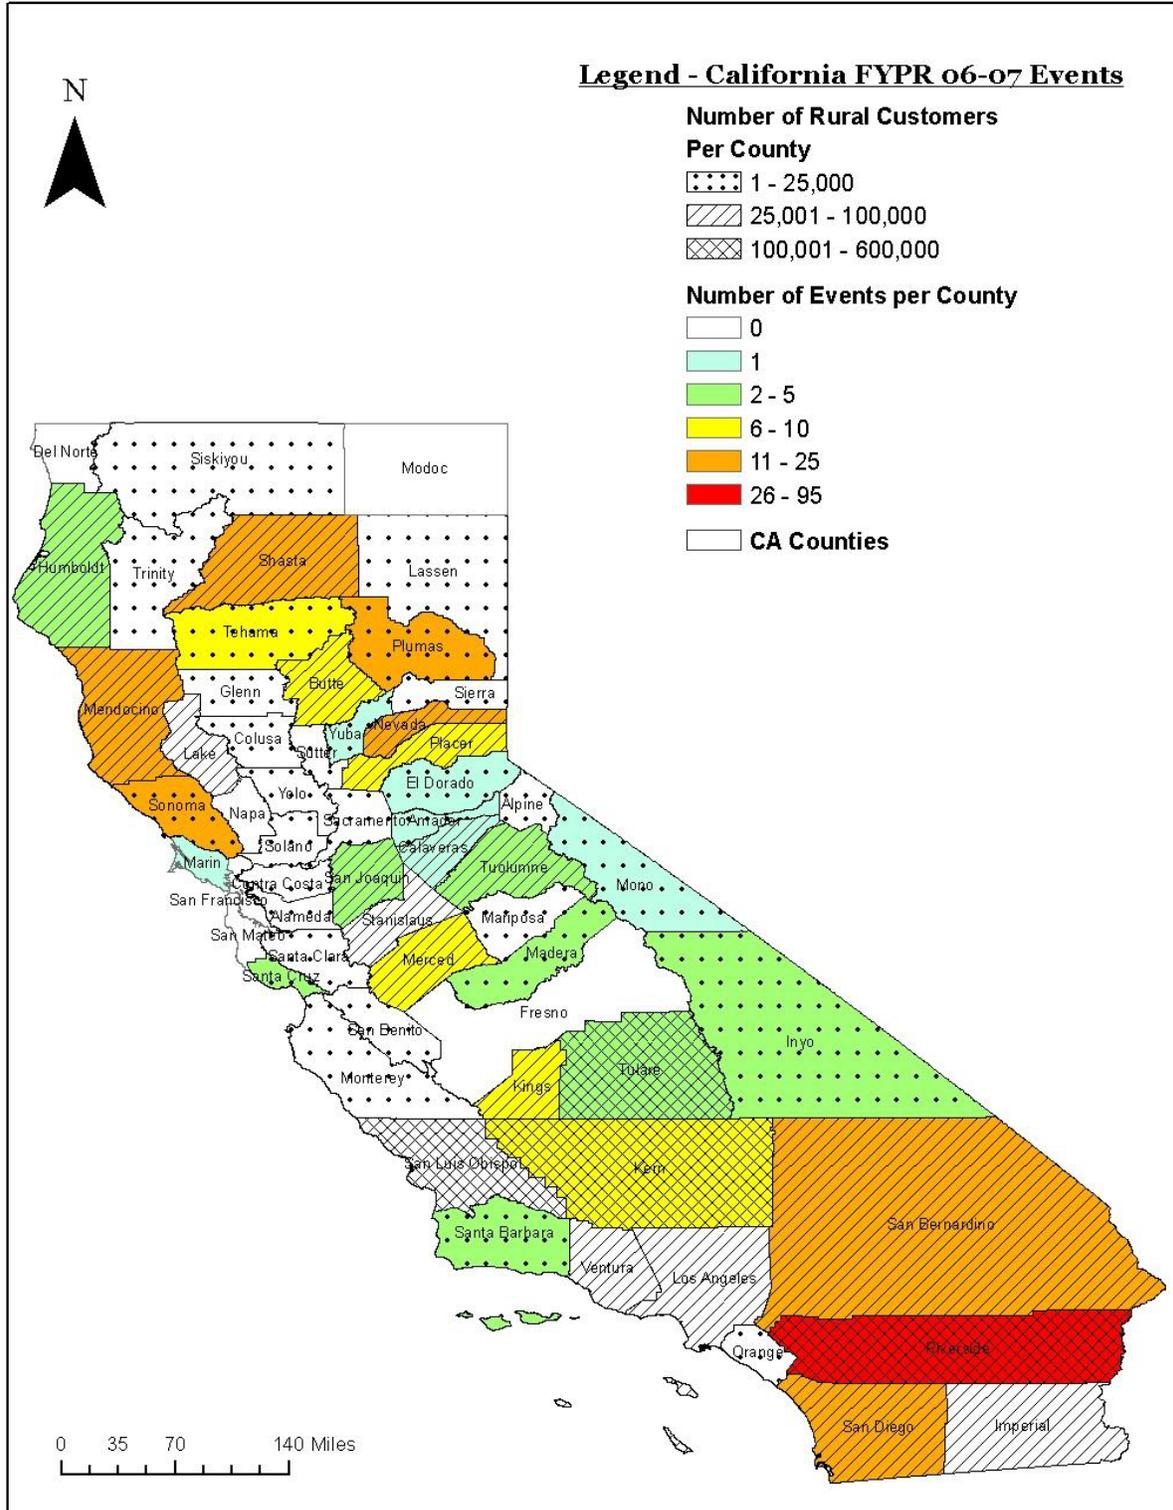 Legend - California FYPR 06-07 Events
N
Number of Rural Customers
Per County
1 - 25,000
25,001 - 100,000
100,001 - 600,000
Number of Events per County
0
1
2 - 5
6 - 10
11 - 25
26 - 95
CA Counties
Del Norte
Siskiyou
Modoc
Humboldt
Trinity
Shasta
Lassen
Tehama
Plumas
Butte
Glenn
Sierra
Mendocino
Colusa
Yuba
Nevada
Lake
Sutter
Placer
Sonoma
Yolo
El Dorado
Napa
Sacramento
Amador
Alpine
Solano
Calaveras
Marin
Contra Costa
San Joaquin
Tuolumne
Mono
San Francisco
Alameda
Stanislaus
Mariposa
San Mateo
Santa Clara
Merced
Madera
Santa Cruz
Fresno
San Benito
Inyo
Monterey
Kings
Tulare
San Luis Obispo
Kern
Santa Barbara
San Bernardino
Ventura
Los Angeles
Orange
Riverside
San Diego
Imperial
0 35 70 140 Miles